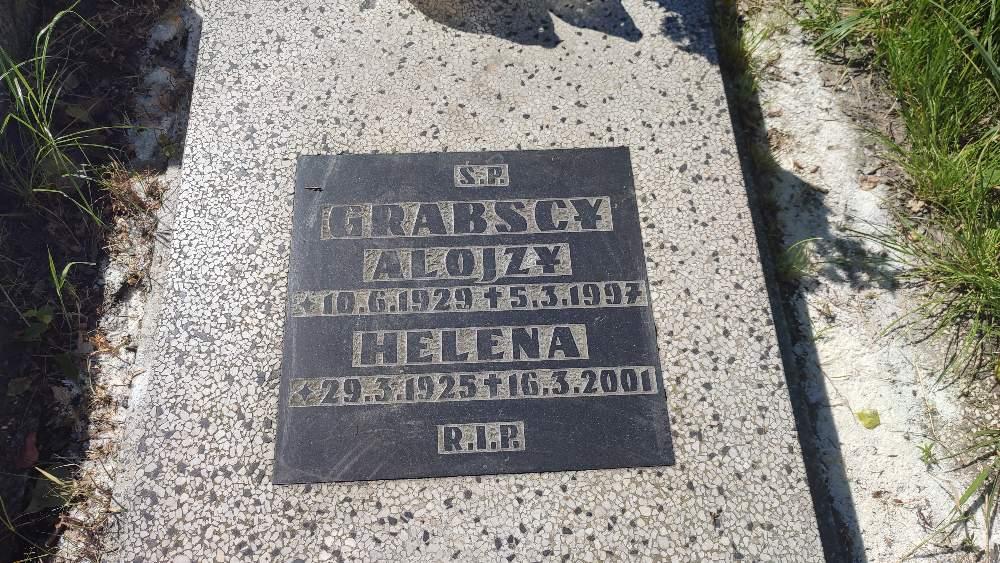 Ś.P.
GRABSCY
ALOJZY
☆10.6.1929 ✝ 5.3.1997
HELENA
☆29.3.1925 ✝ 16.3.2001
R.I.P.